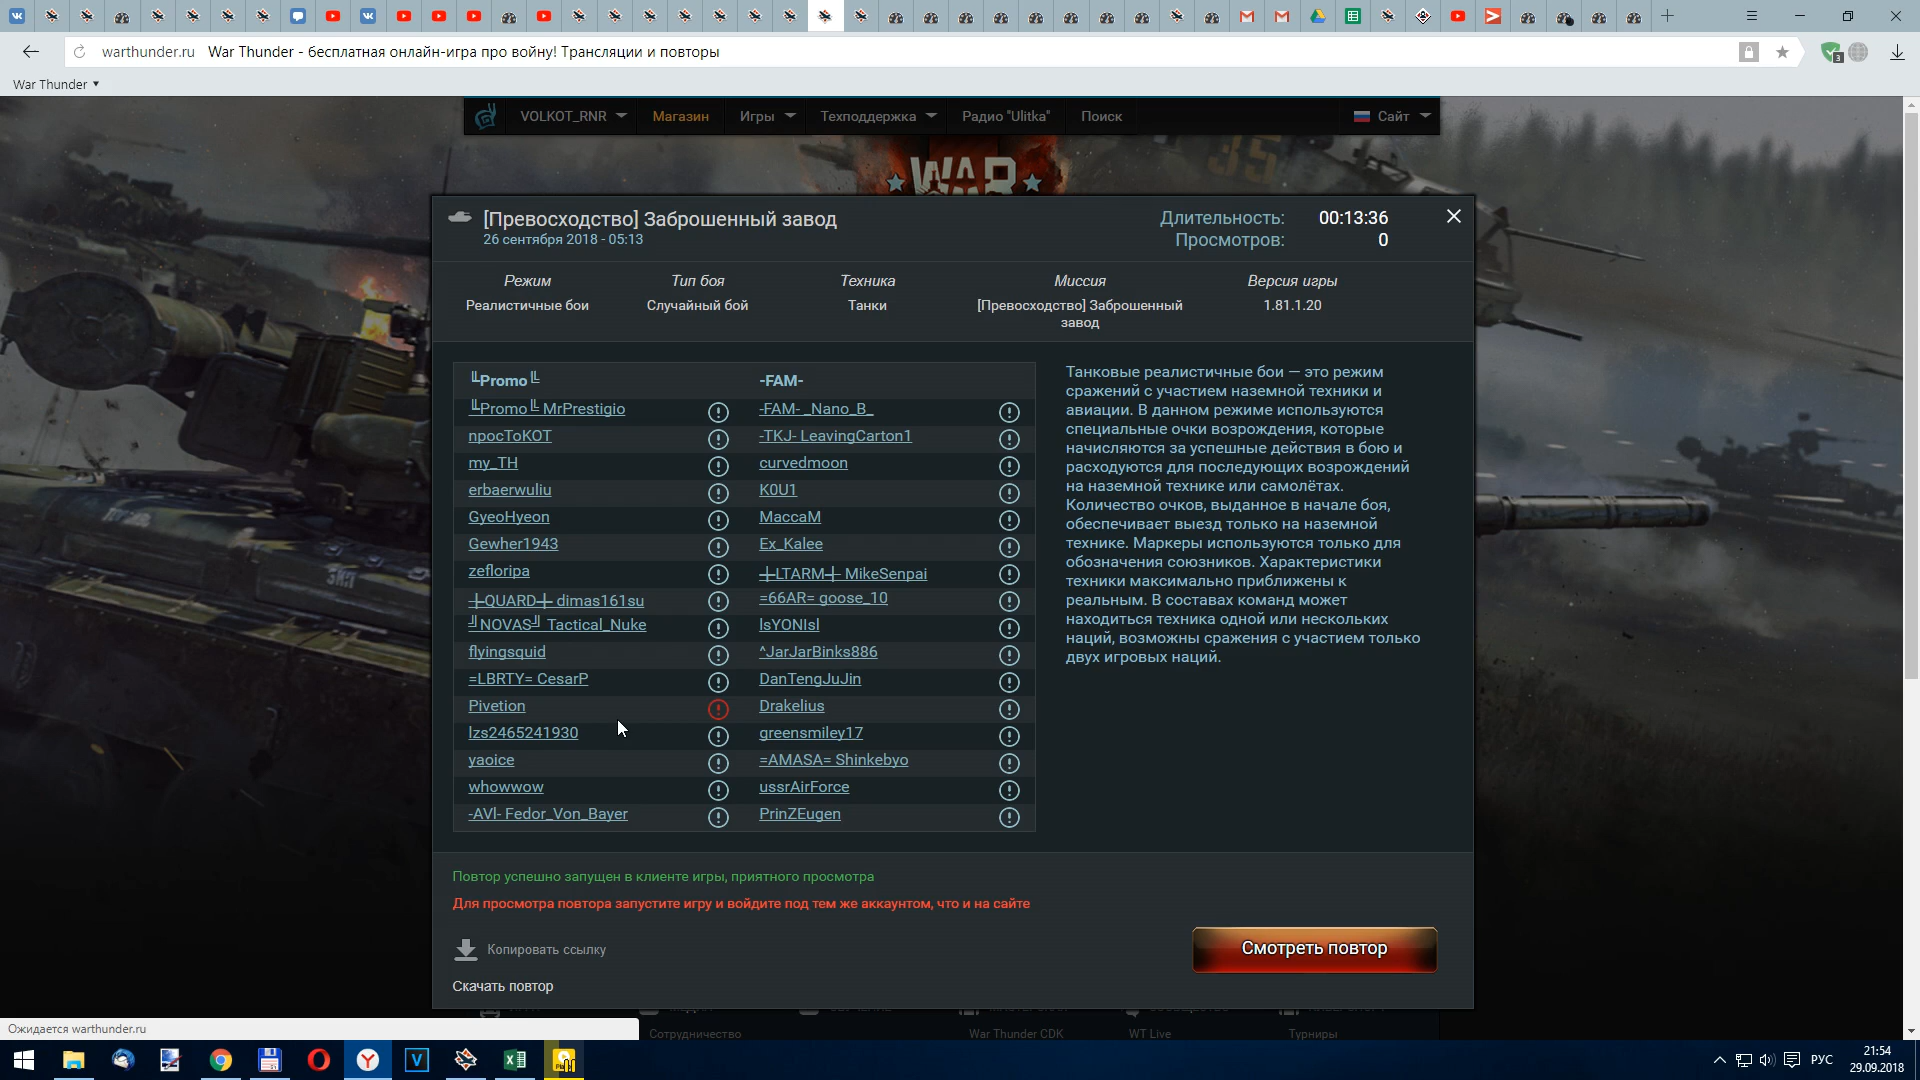 warthunder.ru War Thunder - бесплатная онлайн-игра про войну! Трансляции и повторы
3
War Thunder
VOLKOT_RNR Магазин Игры Техподдержка Радио "Ulitka" Поиск Сайт
35
WAR
[Превосходство] Заброшенный завод
26 сентября 2018 - 05:13
Длительность: 00:13:36
Просмотров: 0
Режим Тип боя Техника Миссия Версия игры
Реалистичные бои Случайный бой Танки [Превосходство] Заброшенный завод 1.81.1.20
╚Promo╚ -FAM-
╚Promo╚ MrPrestigio -FAM- _Nano_B_
npocToKOT -TKJ- LeavingCarton1
my_TH curvedmoon
erbaerwuliu K0U1
GyeoHyeon MaccaM
Gewher1943 Ex_Kalee
zefloripa ╪LTARM╪ MikeSenpai
╪QUARD╪ dimas161su =66AR= goose_10
╝NOVAS╝ Tactical_Nuke lsYONIsl
flyingsquid ^JarJarBinks886
=LBRTY= CesarP DanTengJuJin
Pivetion Drakelius
lzs2465241930 greensmiley17
yaoice =AMASA= Shinkebyo
whowwow ussrAirForce
-AVl- Fedor_Von_Bayer PrinZEugen
Танковые реалистичные бои — это режим
сражений с участием наземной техники и
авиации. В данном режиме используются
специальные очки возрождения, которые
начисляются за успешные действия в бою и
расходуются для последующих возрождений
на наземной технике или самолётах.
Количество очков, выданное в начале боя,
обеспечивает выезд только на наземной
технике. Маркеры используются только для
обозначения союзников. Характеристики
техники максимально приближены к
реальным. В составах команд может
находиться техника одной или нескольких
наций, возможны сражения с участием только
двух игровых наций.
Повтор успешно запущен в клиенте игры, приятного просмотра
Для просмотра повтора запустите игру и войдите под тем же аккаунтом, что и на сайте
Копировать ссылку
Смотреть повтор
Скачать повтор
Ожидается warthunder.ru
Сотрудничество War Thunder CDK WT Live Турниры
РУС
21:54
29.09.2018